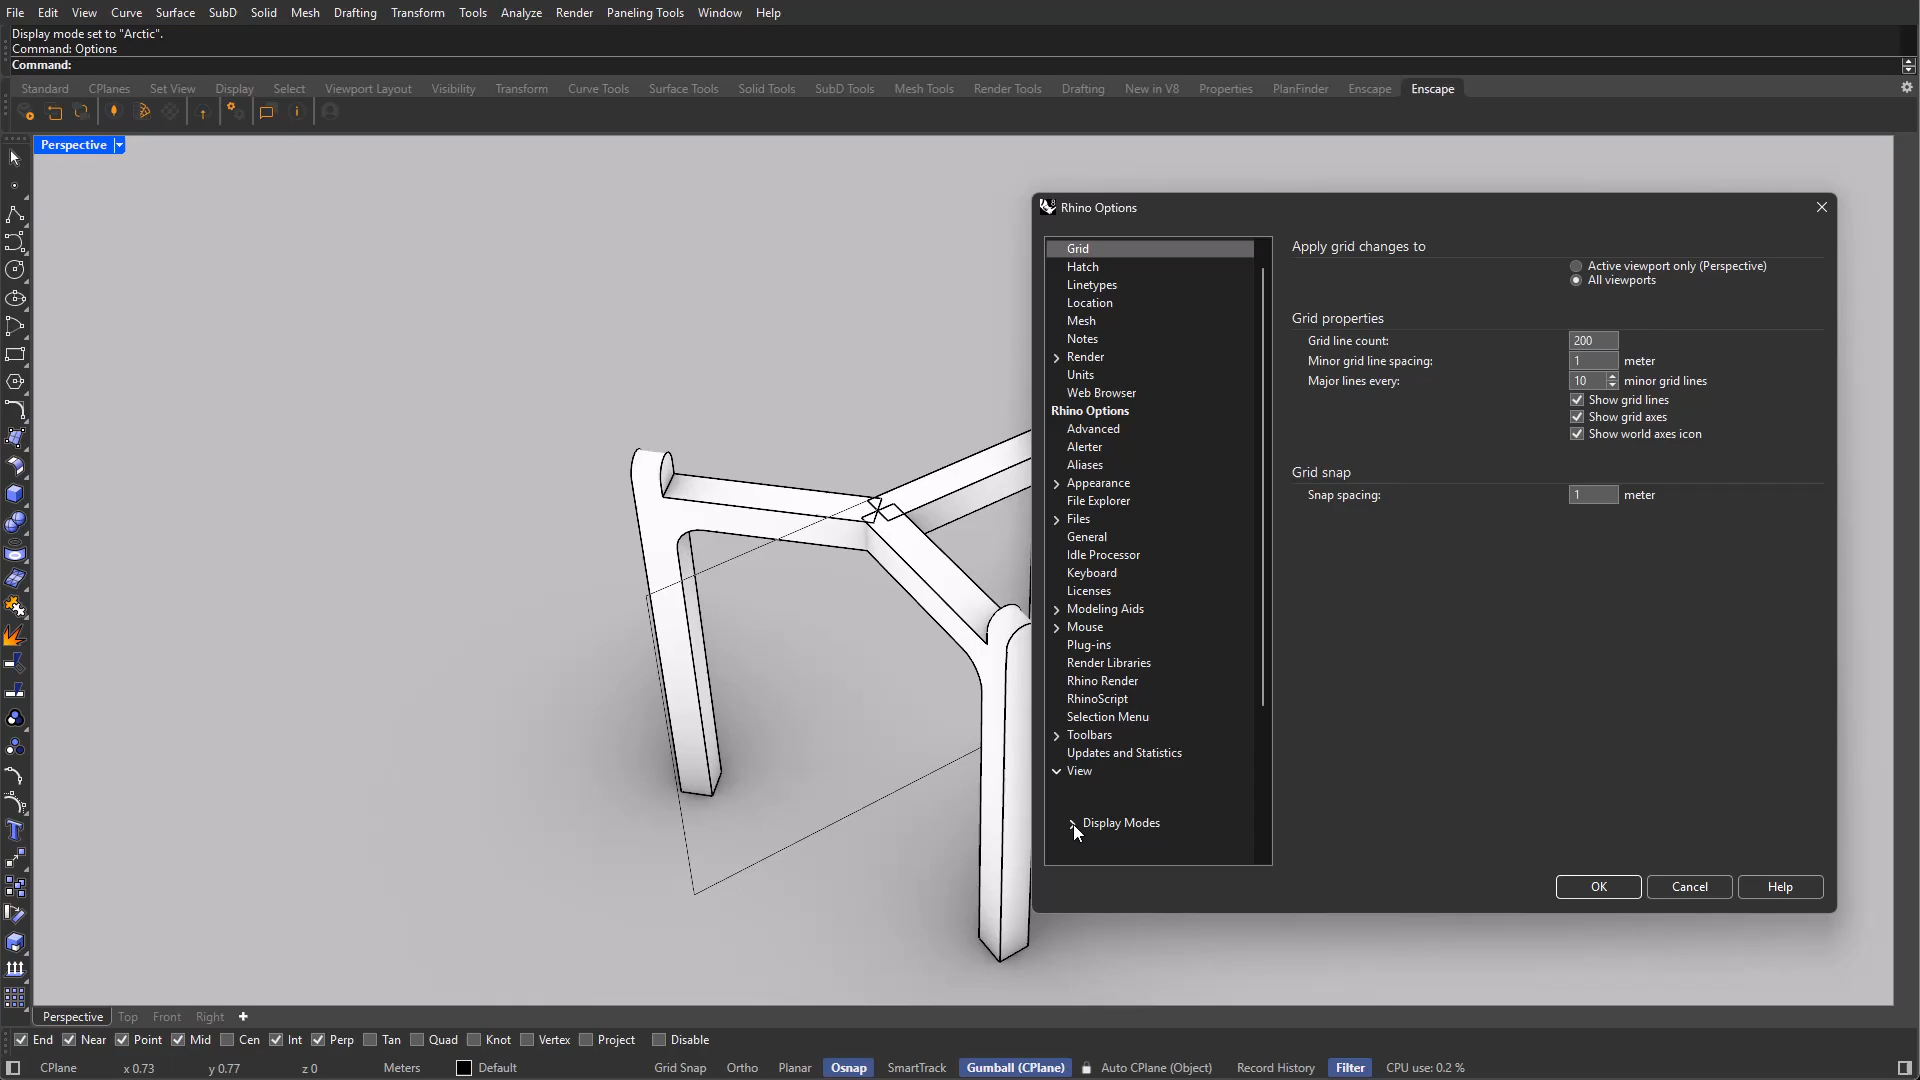 File Edit View Curve Surface SubD Solid Mesh Drafting Transform Tools Analyze Render Paneling Tools Window Help
Display mode set to "Arctic".
Command: Options
Command:
Standard CPlanes Set View Display Select Viewport Layout Visibility Transform Curve Tools Surface Tools Solid Tools SubD Tools Mesh Tools Render Tools Drafting New in V8 Properties PlanFinder Enscape Enscape
Perspective
Rhino Options
Grid
Hatch
Linetypes
Location
Mesh
Notes
Render
Units
Web Browser
Rhino Options
Advanced
Alerter
Aliases
Appearance
File Explorer
Files
General
Idle Processor
Keyboard
Licenses
Modeling Aids
Mouse
Plug-ins
Render Libraries
Rhino Render
RhinoScript
Selection Menu
Toolbars
Updates and Statistics
View
Display Modes
Apply grid changes to
Active viewport only (Perspective)
All viewports
Grid properties
Grid line count: 200
Minor grid line spacing: 1 meter
Major lines every: 10 minor grid lines
Show grid lines
Show grid axes
Show world axes icon
Grid snap
Snap spacing: 1 meter
OK Cancel Help
Perspective Top Front Right
End Near Point Mid Cen Int Perp Tan Quad Knot Vertex Project Disable
CPlane x 0.73 y 0.77 z 0 Meters Default Grid Snap Ortho Planar Osnap SmartTrack Gumball (CPlane) Auto CPlane (Object) Record History Filter CPU use: 0.2 %